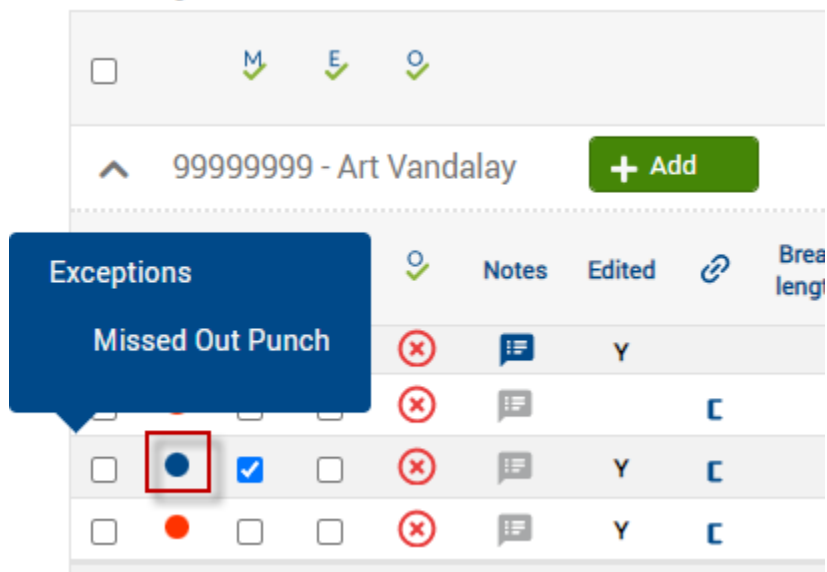 M E O
99999999 - Art Vandalay + Add
Exceptions
Missed Out Punch
O Notes Edited Brea
lengt
Y
Y
Y